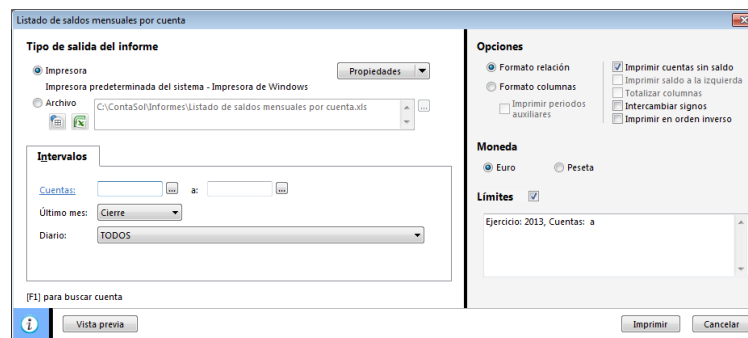 Listado de saldos mensuales por cuenta
Tipo de salida del informe
Impresora
Propiedades
Impresora predeterminada del sistema - Impresora de Windows
Archivo
C:\ContaSol\Informes\Listado de saldos mensuales por cuenta.xls
...
Intervalos
Cuentas:
...
a:
...
Último mes:
Cierre
Diario:
TODOS
[F1] para buscar cuenta
Opciones
Formato relación
Formato columnas
Imprimir periodos
auxiliares
Imprimir cuentas sin saldo
Imprimir saldo a la izquierda
Totalizar columnas
Intercambiar signos
Imprimir en orden inverso
Moneda
Euro
Peseta
Límites
Ejercicio: 2013, Cuentas: a
i
Vista previa
Imprimir
Cancelar